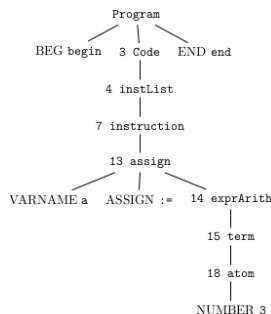 Program
BEG begin 3 Code END end
4 instList
7 instruction
13 assign
VARNAME a ASSIGN := 14 exprArith
15 term
18 atom
NUMBER 3